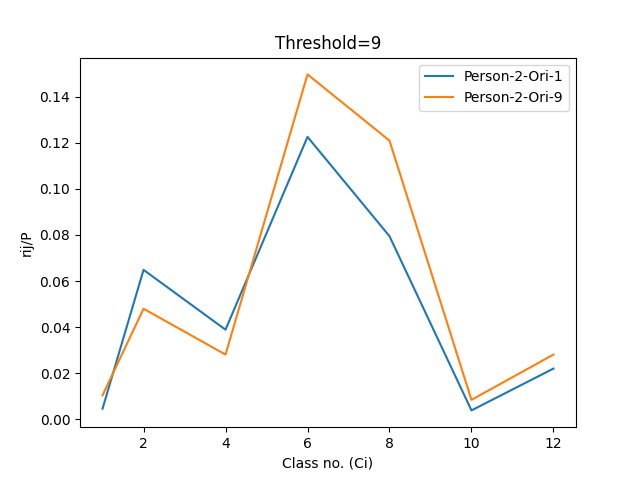 Threshold=9
Person-2-Ori-1
Person-2-Ori-9
0.14
0.12
0.10
0.08
0.06
0.04
0.02
0.00
rij/P
2 4 6 8 10 12
Class no. (Ci)